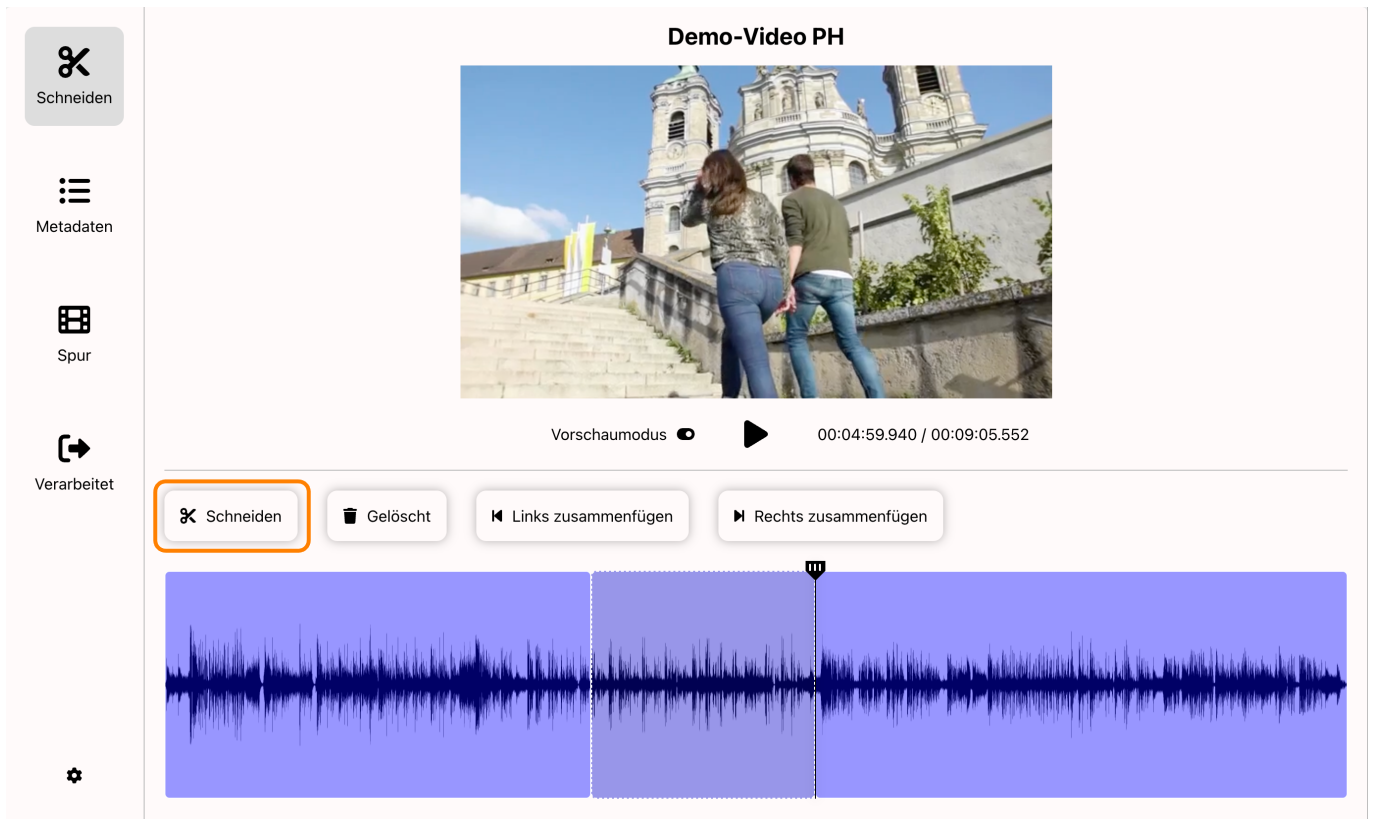 Schneiden
Metadaten
Spur
Verarbeitet
Demo-Video PH
Vorschaumodus
00:04:59.940 / 00:09:05.552
Schneiden
Gelöscht
Links zusammenfügen
Rechts zusammenfügen